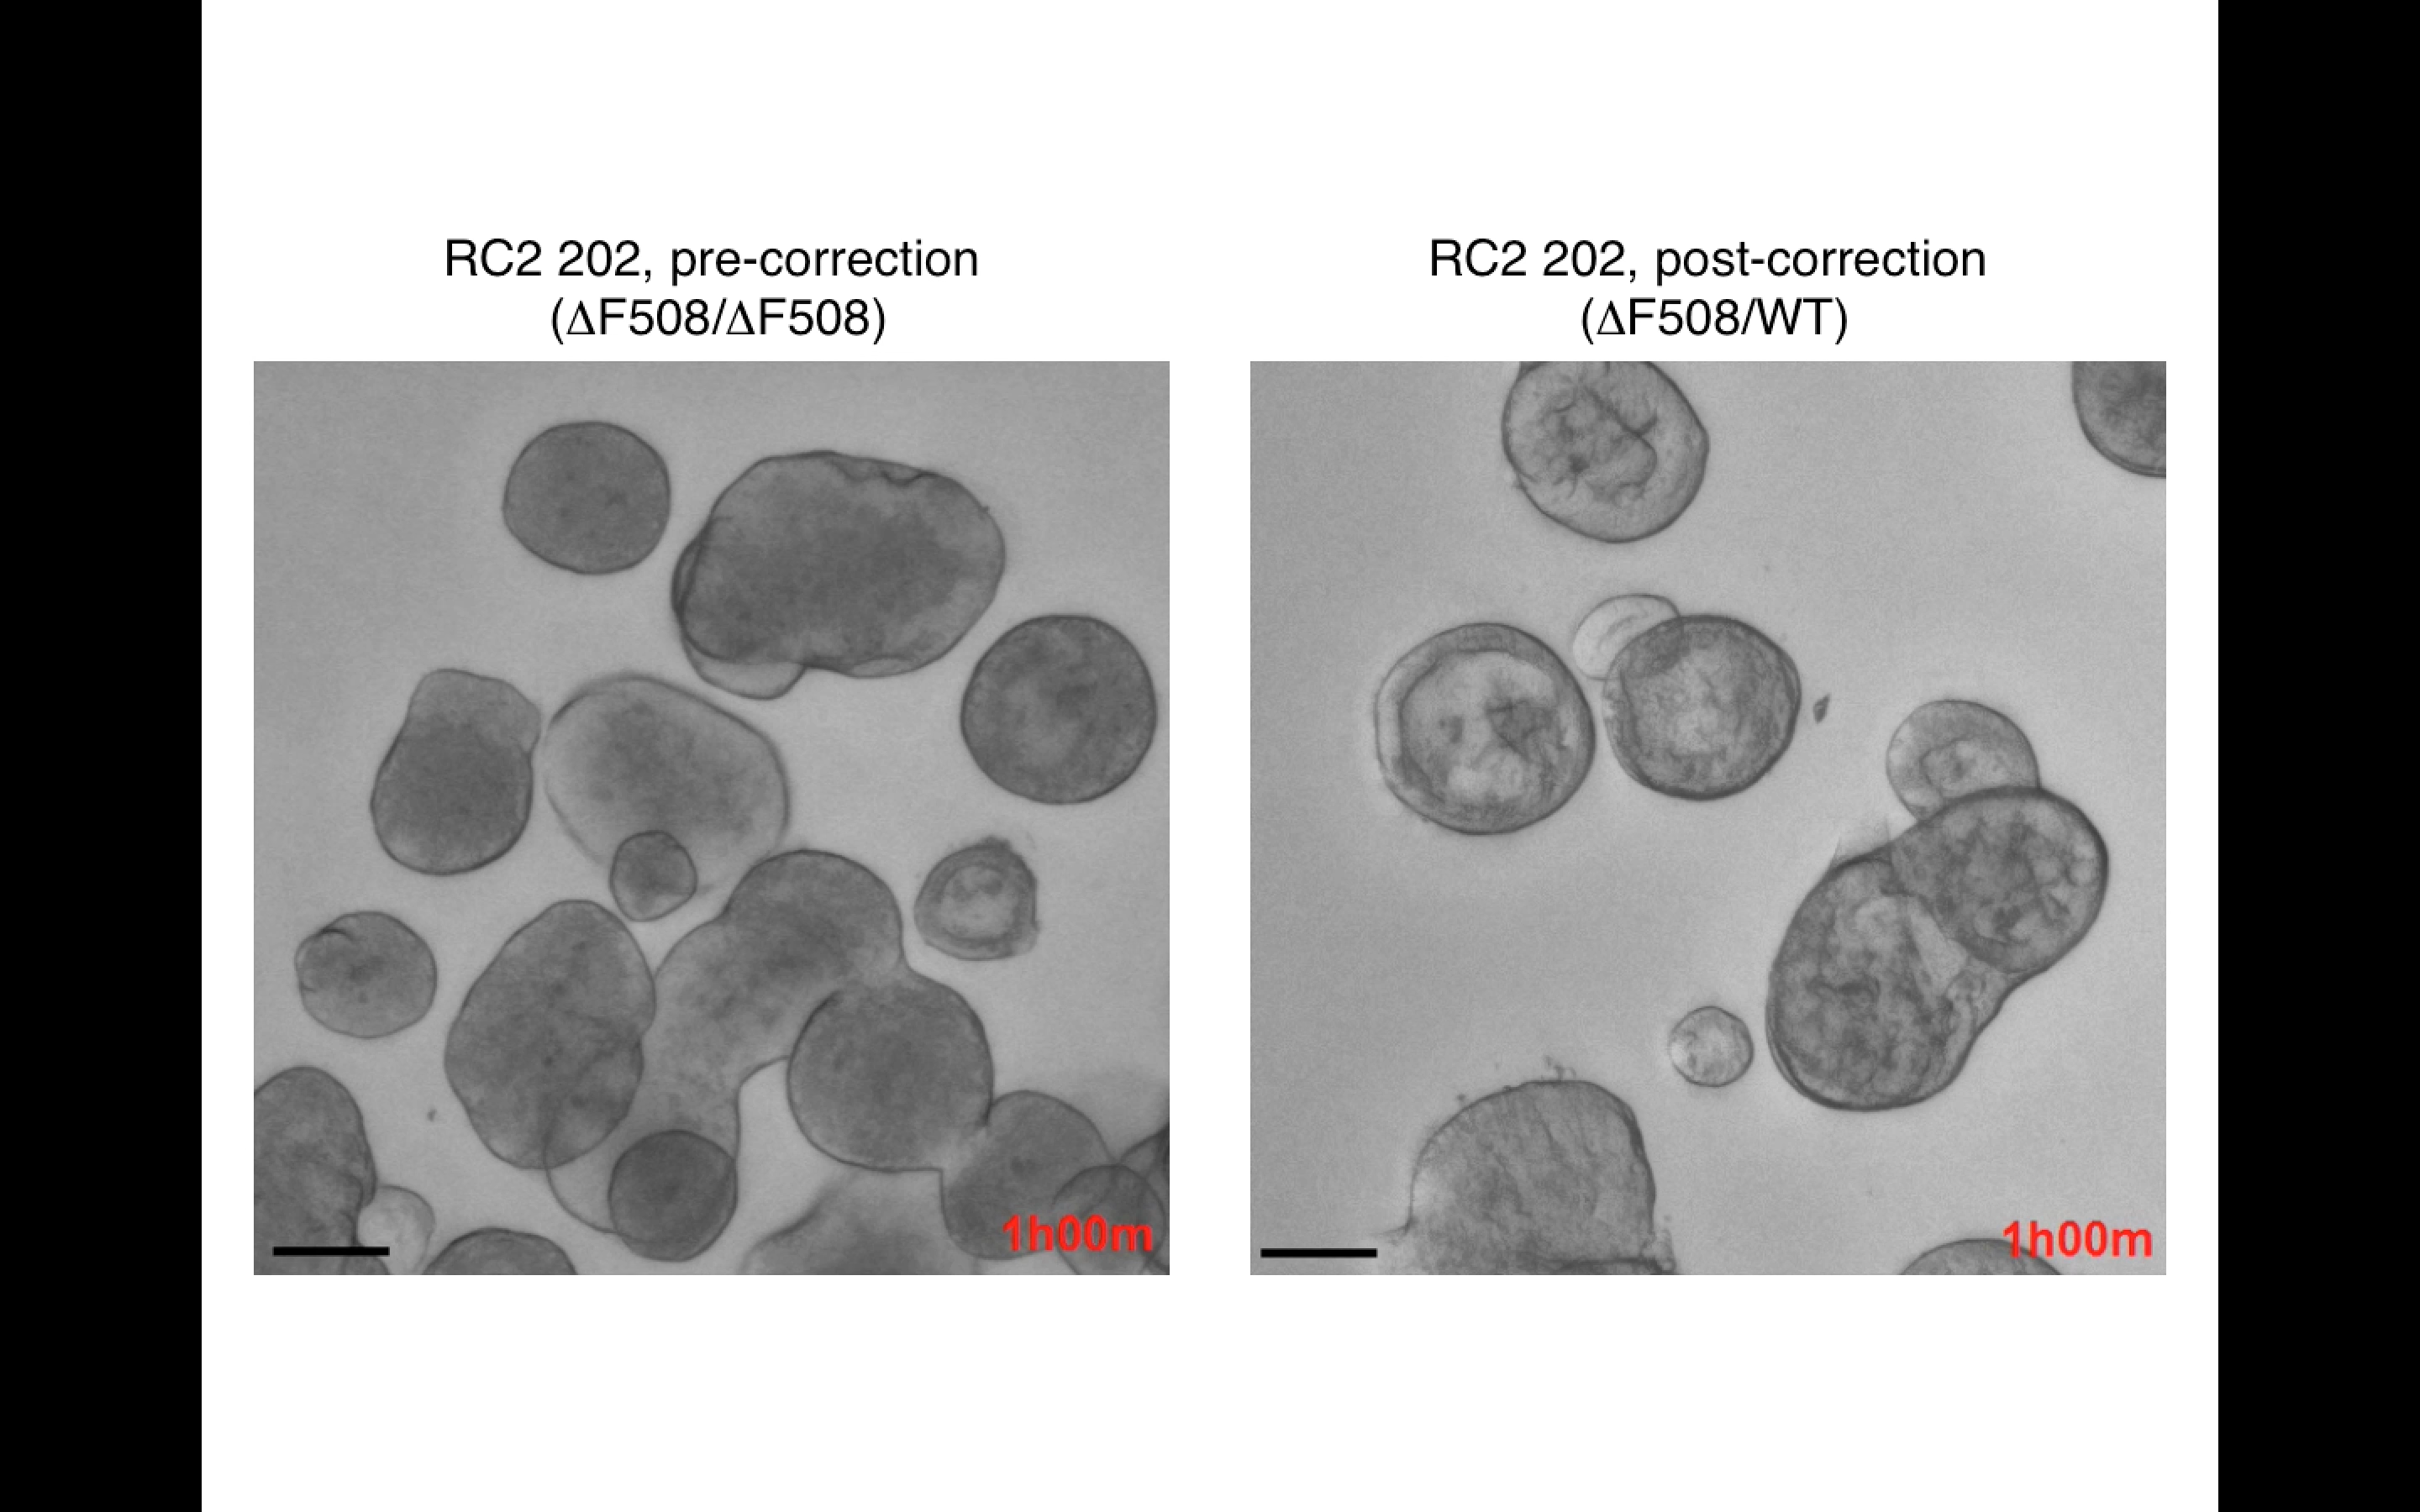 RC2 202, pre-correction
(ΔF508/ΔF508)
RC2 202, post-correction
(ΔF508/WT)
1h00m
1h00m